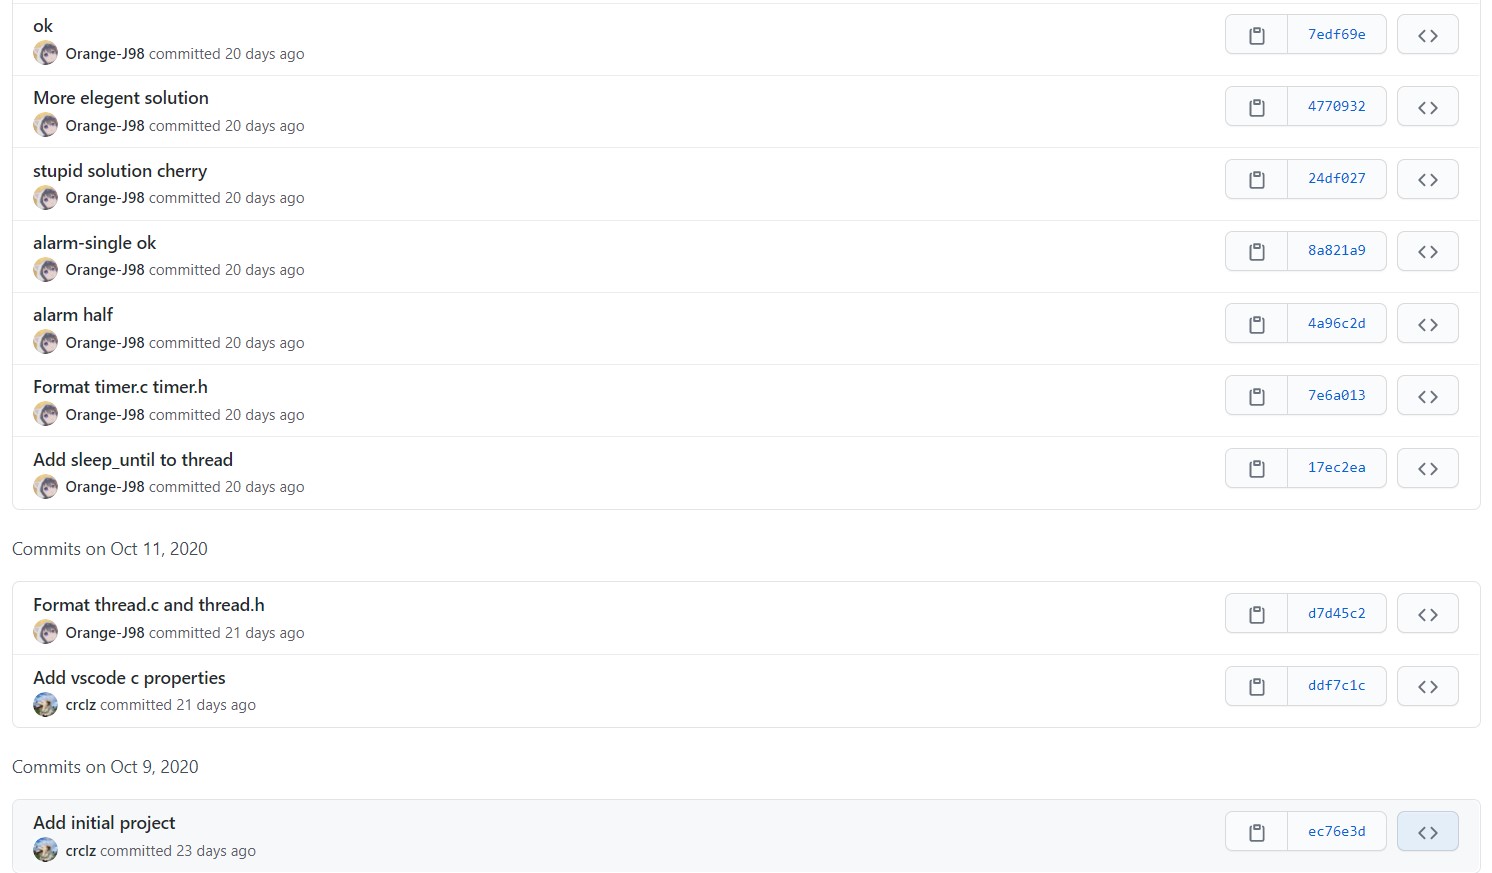 ok
Orange-J98 committed 20 days ago
7edf69e
More elegent solution
Orange-J98 committed 20 days ago
4770932
stupid solution cherry
Orange-J98 committed 20 days ago
24df027
alarm-single ok
Orange-J98 committed 20 days ago
8a821a9
alarm half
Orange-J98 committed 20 days ago
4a96c2d
Format timer.c timer.h
Orange-J98 committed 20 days ago
7e6a013
Add sleep_until to thread
Orange-J98 committed 20 days ago
17ec2ea
Commits on Oct 11, 2020
Format thread.c and thread.h
Orange-J98 committed 21 days ago
d7d45c2
Add vscode c properties
crclz committed 21 days ago
ddf7c1c
Commits on Oct 9, 2020
Add initial project
crclz committed 23 days ago
ec76e3d